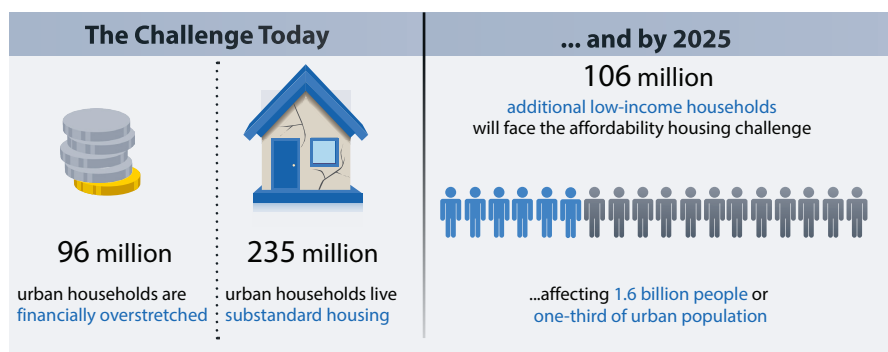 The Challenge Today
96 million
urban households are
financially overstretched
235 million
urban households live
substandard housing
... and by 2025
106 million
additional low-income households
will face the affordability housing challenge
...affecting 1.6 billion people or
one-third of urban population